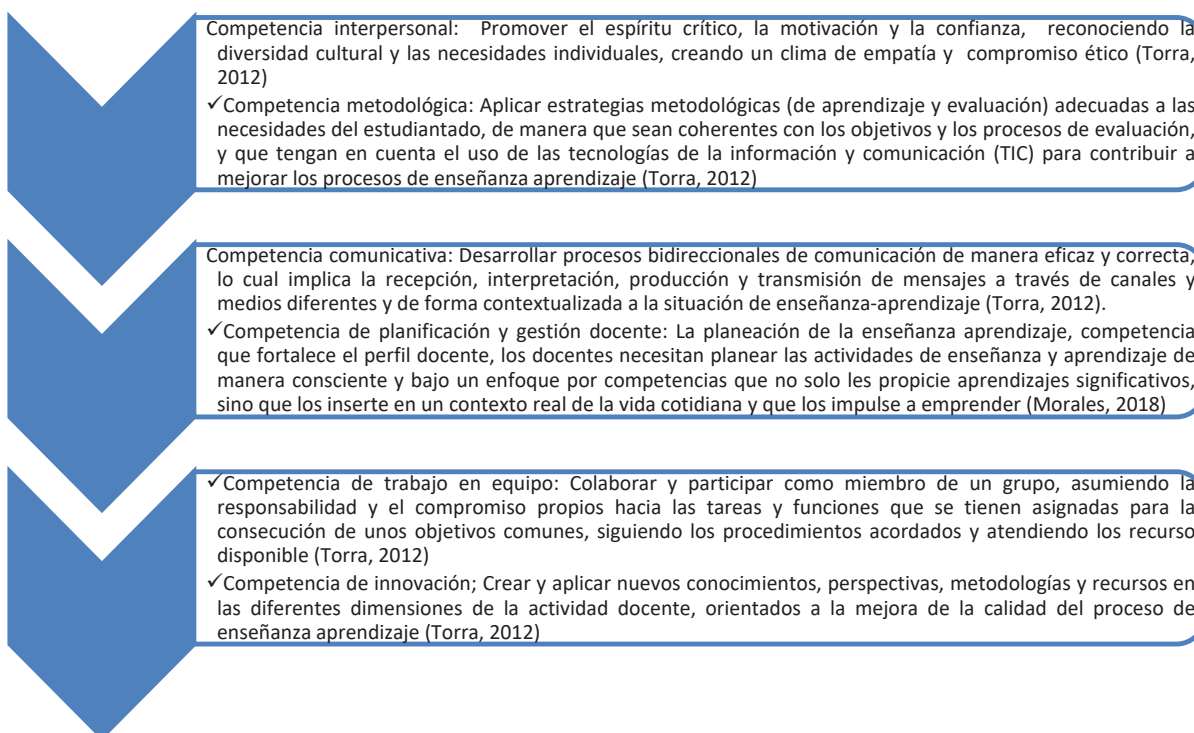 Competencia interpersonal: Promover el espíritu crítico, la motivación y la confianza, reconociendo la
diversidad cultural y las necesidades individuales, creando un clima de empatía y compromiso ético (Torra,
2012)
✓Competencia metodológica: Aplicar estrategias metodológicas (de aprendizaje y evaluación) adecuadas a las
necesidades del estudiantado, de manera que sean coherentes con los objetivos y los procesos de evaluación,
y que tengan en cuenta el uso de las tecnologías de la información y comunicación (TIC) para contribuir a
mejorar los procesos de enseñanza aprendizaje (Torra, 2012)
Competencia comunicativa: Desarrollar procesos bidireccionales de comunicación de manera eficaz y correcta,
lo cual implica la recepción, interpretación, producción y transmisión de mensajes a través de canales y
medios diferentes y de forma contextualizada a la situación de enseñanza-aprendizaje (Torra, 2012).
✓Competencia de planificación y gestión docente: La planeación de la enseñanza aprendizaje, competencia
que fortalece el perfil docente, los docentes necesitan planear las actividades de enseñanza y aprendizaje de
manera consciente y bajo un enfoque por competencias que no solo les propicie aprendizajes significativos,
sino que los inserte en un contexto real de la vida cotidiana y que los impulse a emprender (Morales, 2018)
✓Competencia de trabajo en equipo: Colaborar y participar como miembro de un grupo, asumiendo la
responsabilidad y el compromiso propios hacia las tareas y funciones que se tienen asignadas para la
consecución de unos objetivos comunes, siguiendo los procedimientos acordados y atendiendo los recurso
disponible (Torra, 2012)
✓Competencia de innovación; Crear y aplicar nuevos conocimientos, perspectivas, metodologías y recursos en
las diferentes dimensiones de la actividad docente, orientados a la mejora de la calidad del proceso de
enseñanza aprendizaje (Torra, 2012)